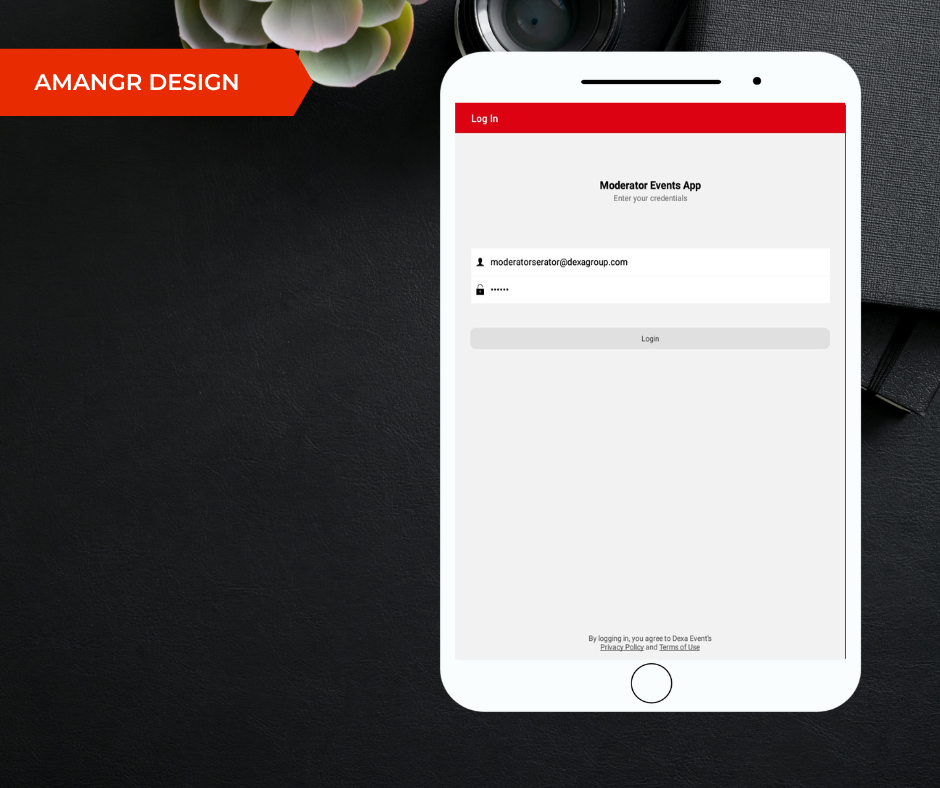 AMANGR DESIGN
Log In
Moderator Events App
Enter your credentials
moderatorserator@dexagroup.com
••••••
Login
By logging in, you agree to Dexa Event's
Privacy Policy and Terms of Use